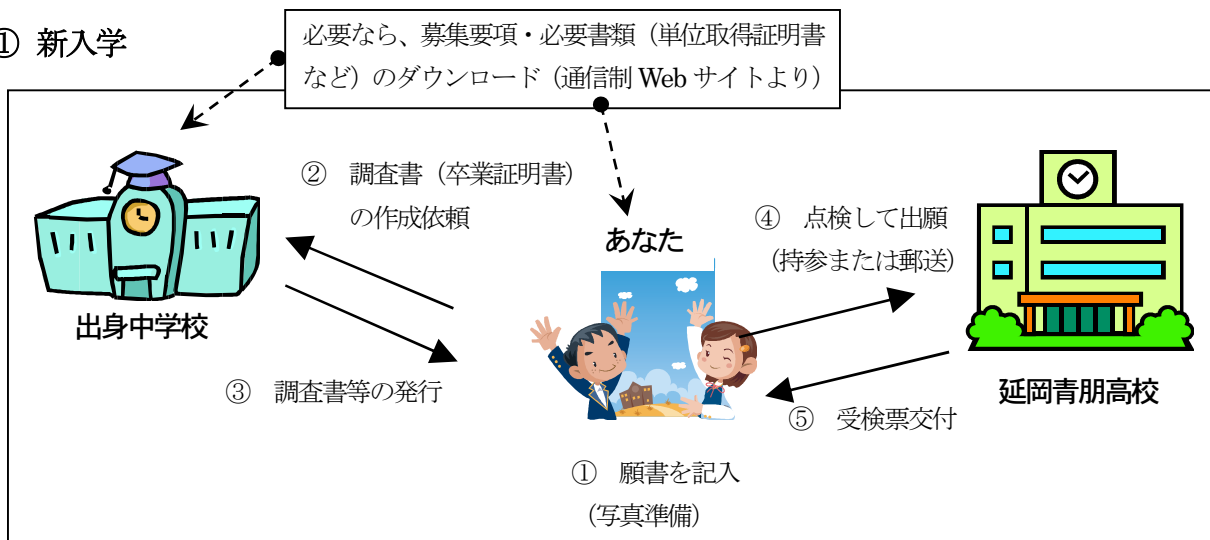 ① 新入学
必要なら、募集要項・必要書類（単位取得証明書
など）のダウンロード（通信制 Web サイトより）
② 調査書（卒業証明書）
の作成依頼
あなた
④ 点検して出願
（持参または郵送）
出身中学校
③ 調査書等の発行
延岡青朋高校
⑤ 受検票交付
① 願書を記入
（写真準備）